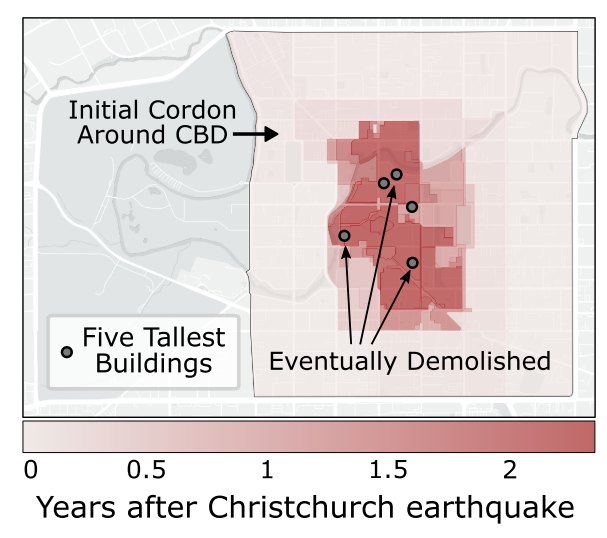 Initial Cordon
Around CBD
Five Tallest
Buildings
Eventually Demolished
0 0.5 1 1.5 2
Years after Christchurch earthquake